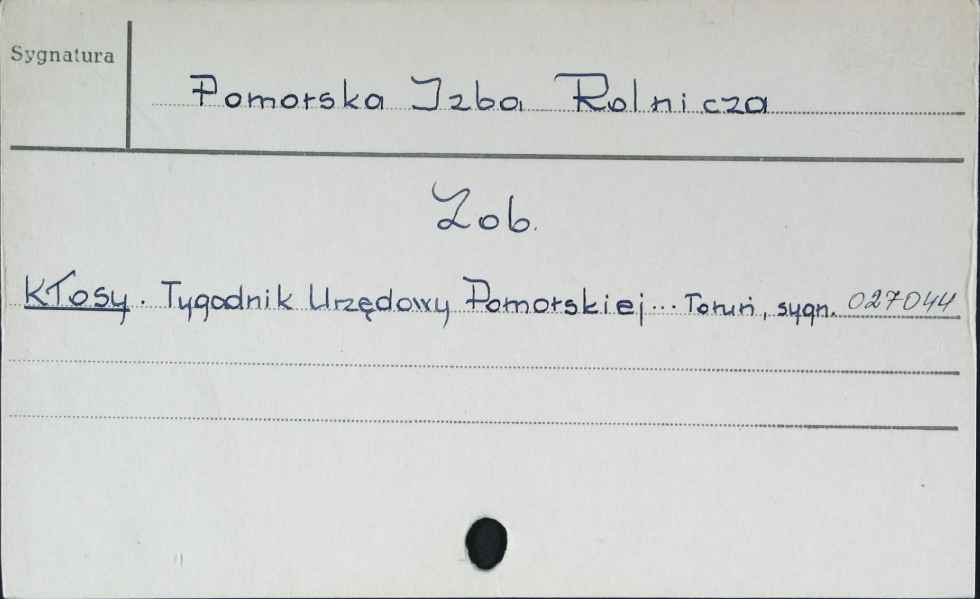 Sygnatura
Pomorska Izba Rolnicza
Zob.
Kłosy. Tygodnik Urzędowy Pomorskiej... Toruń, sygn. 027044